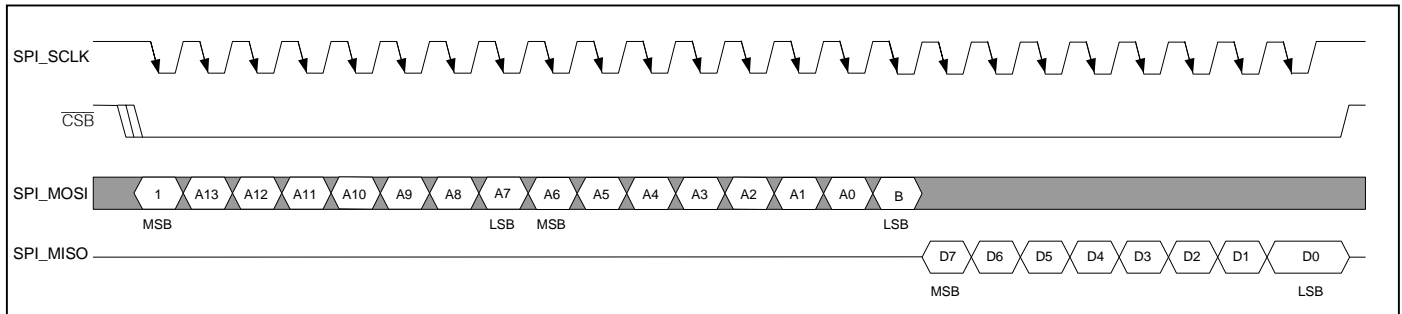 SPI_SCLK
CSB
SPI_MOSI 1 A13 A12 A11 A10 A9 A8 A7 A6 A5 A4 A3 A2 A1 A0 B
MSB LSB MSB LSB
SPI_MISO D7 D6 D5 D4 D3 D2 D1 D0
MSB LSB